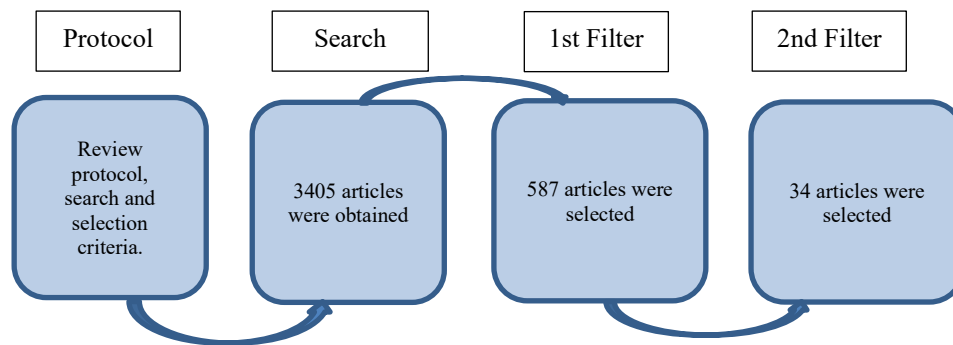 Protocol
Search
1st Filter
2nd Filter
Review
protocol,
search and
selection
criteria.
3405 articles
were obtained
587 articles were
selected
34 articles were
selected